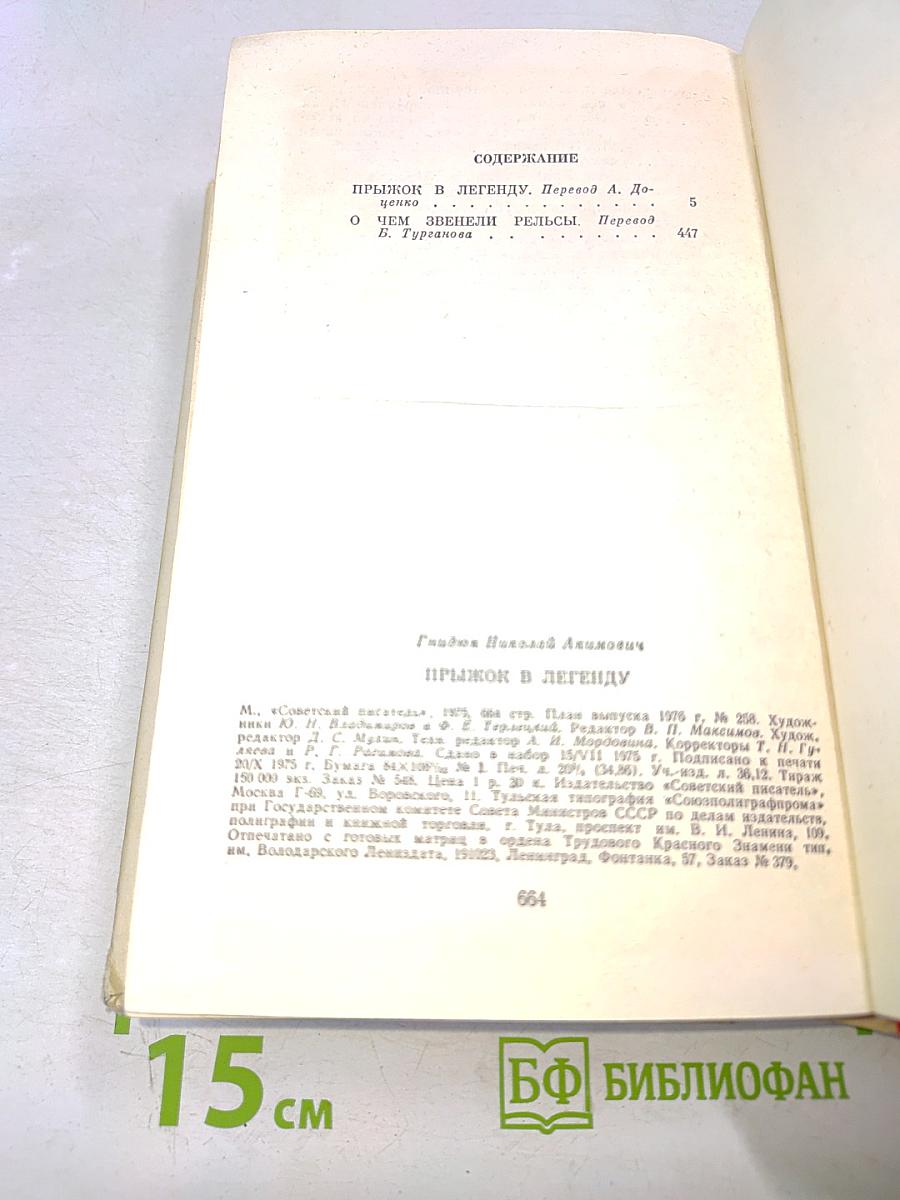 СОДЕРЖАНИЕ
ПРЫЖОК В ЛЕГЕНДУ. Перевод А. До-
ценко . . . . . . . . . . . . . 5
О ЧЕМ ЗВЕНЕЛИ РЕЛЬСЫ. Перевод
Б. Турганова . . . . . . . . . . 447
Гнидюк Николай Акимович
ПРЫЖОК В ЛЕГЕНДУ
М., «Советский писатель», 1975, 664 стр. План выпуска 1976 г. № 258. Худож-
ники Ю. Н. Владимиров и Ф. Е. Терлецкий. Редактор В. П. Максимов. Худож.
редактор Д. С. Мухин. Техн. редактор А. И. Мордовина. Корректоры Т. Н. Гу-
ляева и Р. Г. Рагимова. Сдано в набор 15/VII 1975 г. Подписано к печати
20/X 1975 г. Бумага № 1. Печ. л. (34,86). Уч.-изд. л. 36,12. Тираж
150 000 экз. Заказ № 548. Цена 1 р. 30 к. Издательство «Советский писатель»,
Москва Г-69, ул. Воровского, 11. Тульская типография «Союзполиграфпрома»
при Государственном комитете Совета Министров СССР по делам издательств,
полиграфии и книжной торговли, г. Тула, проспект им. В. И. Ленина, 109.
Отпечатано с готовых матриц в ордена Трудового Красного Знамени тип.
им. Володарского Лениздата, 191023, Ленинград, Фонтанка, 57, Заказ № 379.
664
15 см
БФ БИБЛИОФАН